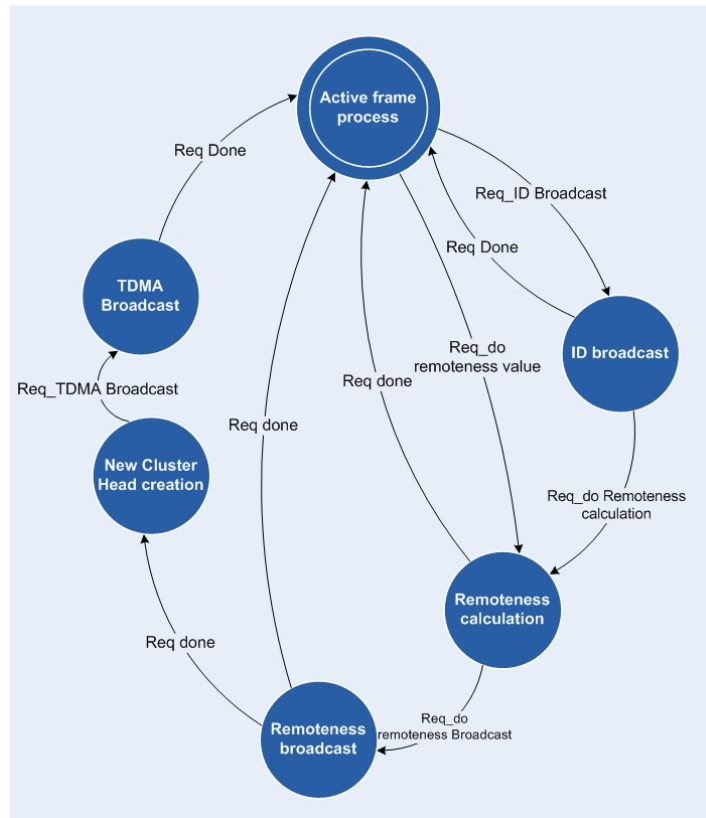 Active frame
process
Req Done
Req_ID Broadcast
Req Done
TDMA
Broadcast
ID broadcast
Req_do
remoteness value
Req_TDMA Broadcast
Req done
Req done
New Cluster
Head creation
Req_do Remoteness
calculation
Remoteness
calculation
Req done
Req_do
remoteness Broadcast
Remoteness
broadcast